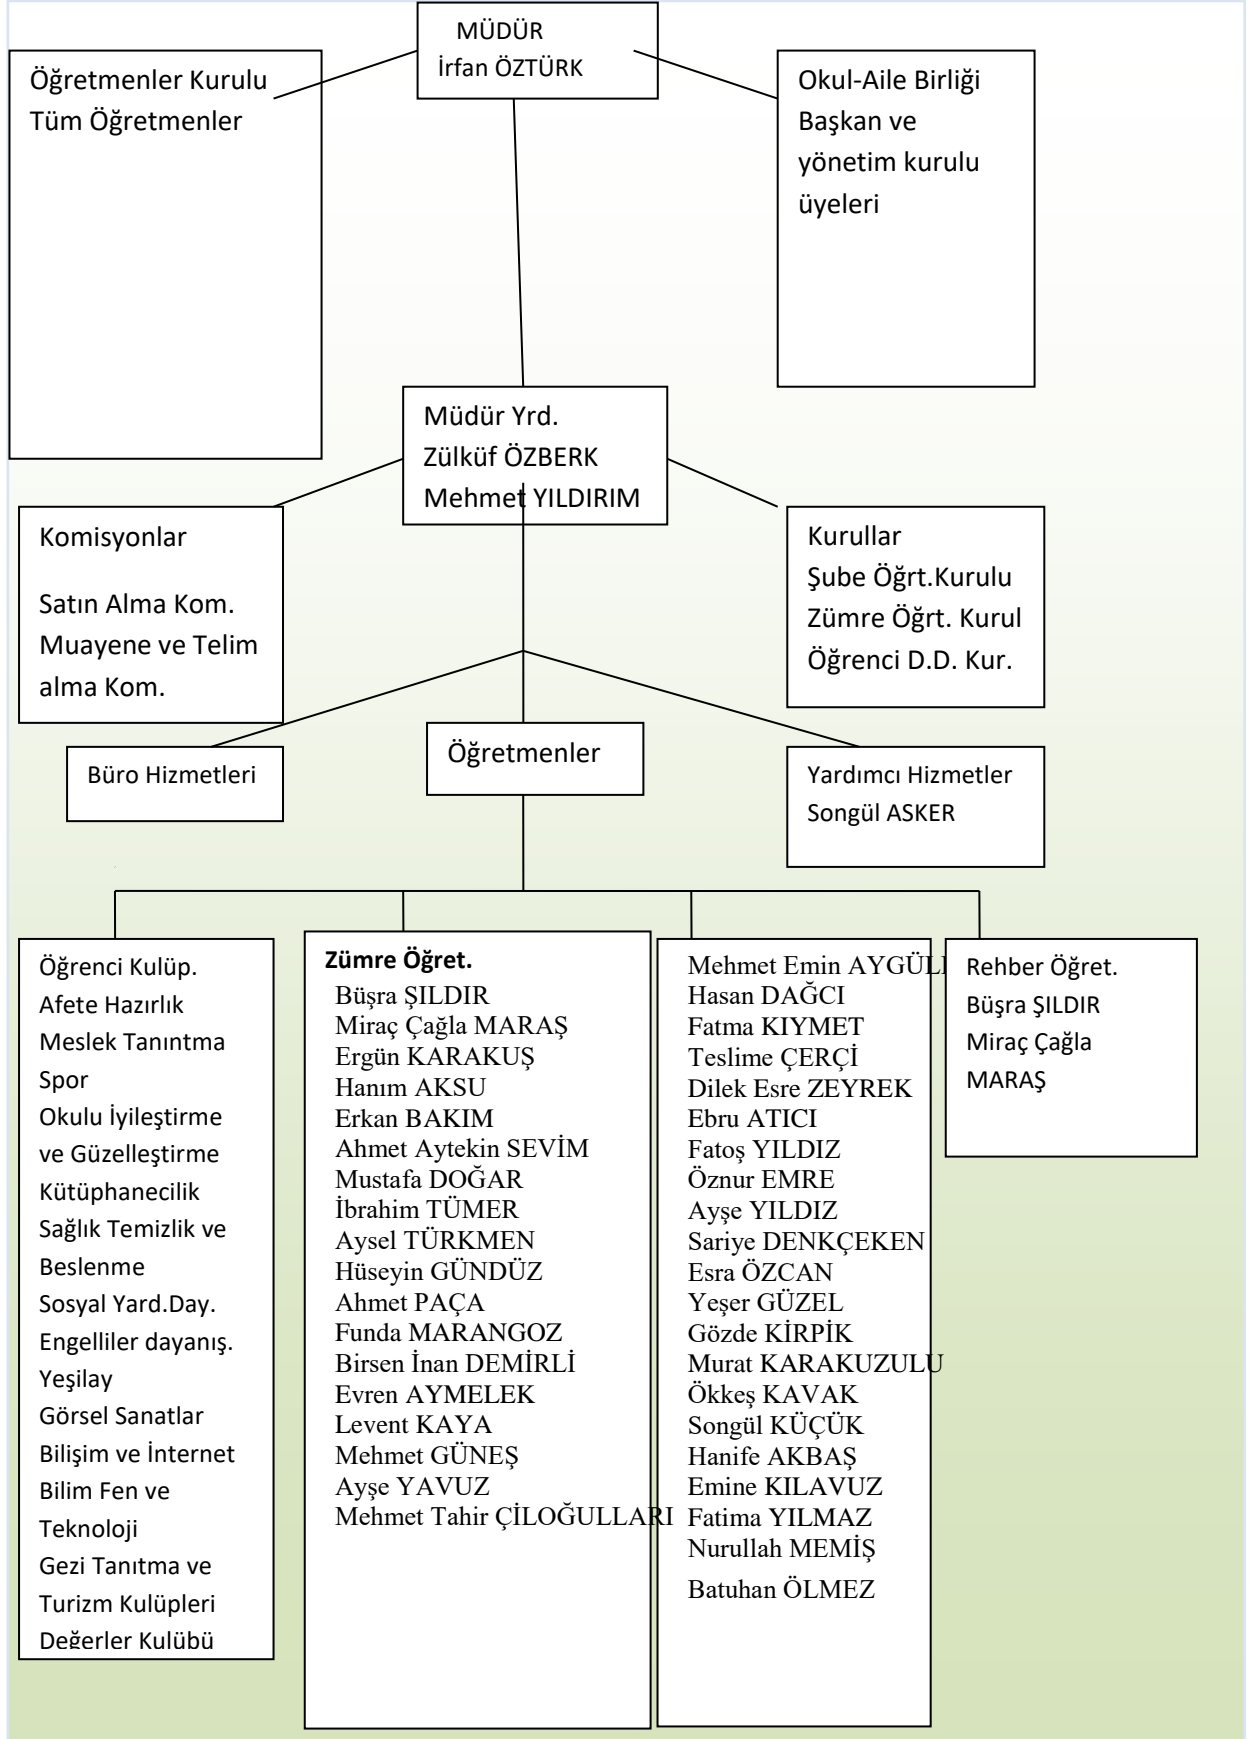 MÜDÜR
İrfan ÖZTÜRK
Öğretmenler Kurulu
Tüm Öğretmenler
Okul-Aile Birliği
Başkan ve
yönetim kurulu
üyeleri
Müdür Yrd.
Zülküf ÖZBERK
Mehmet YILDIRIM
Komisyonlar
Satın Alma Kom.
Muayene ve Telim
alma Kom.
Kurullar
Şube Öğrt.Kurulu
Zümre Öğrt. Kurul
Öğrenci D.D. Kur.
Büro Hizmetleri
Öğretmenler
Yardımcı Hizmetler
Songül ASKER
Öğrenci Kulüp.
Afete Hazırlık
Meslek Tanıntma
Spor
Okulu İyileştirme
ve Güzelleştirme
Kütüphanecilik
Sağlık Temizlik ve
Beslenme
Sosyal Yard.Day.
Engelliler dayanış.
Yeşilay
Görsel Sanatlar
Bilişim ve İnternet
Bilim Fen ve
Teknoloji
Gezi Tanıtma ve
Turizm Kulüpleri
Değerler Kulübü
Zümre Öğret.
Büşra ŞILDIR
Miraç Çağla MARAŞ
Ergün KARAKUŞ
Hanım AKSU
Erkan BAKIM
Ahmet Aytekin SEVİM
Mustafa DOĞAR
İbrahim TÜMER
Aysel TÜRKMEN
Hüseyin GÜNDÜZ
Ahmet PAÇA
Funda MARANGOZ
Birsen İnan DEMİRLİ
Evren AYMELEK
Levent KAYA
Mehmet GÜNEŞ
Ayşe YAVUZ
Mehmet Tahir ÇİLOĞULLARI
Mehmet Emin
Hasan DAĞCI
Fatma KIYMET
Teslime ÇERÇİ
Dilek Esre ZEYREK
Ebru ATICI
Fatoş YILDIZ
Öznur EMRE
Ayşe YILDIZ
Sariye DENKÇEKEN
Esra ÖZCAN
Yeşer GÜZEL
Gözde KİRPİK
Murat KARAKUZULU
Ökkeş KAVAK
Songül KÜÇÜK
Hanife AKBAŞ
Emine KILAVUZ
Fatima YILMAZ
Nurullah MEMİŞ
Batuhan ÖLMEZ
Rehber Öğret.
Büşra ŞILDIR
Miraç Çağla
MARAŞ